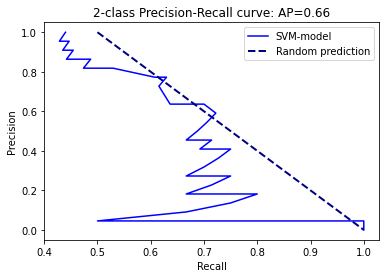 2-class Precision-Recall curve: AP=0.66
SVM-model
Random prediction
Precision
1.0
0.8
0.6
0.4
0.2
0.0
0.4 0.5 0.6 0.7 0.8 0.9 1.0
Recall